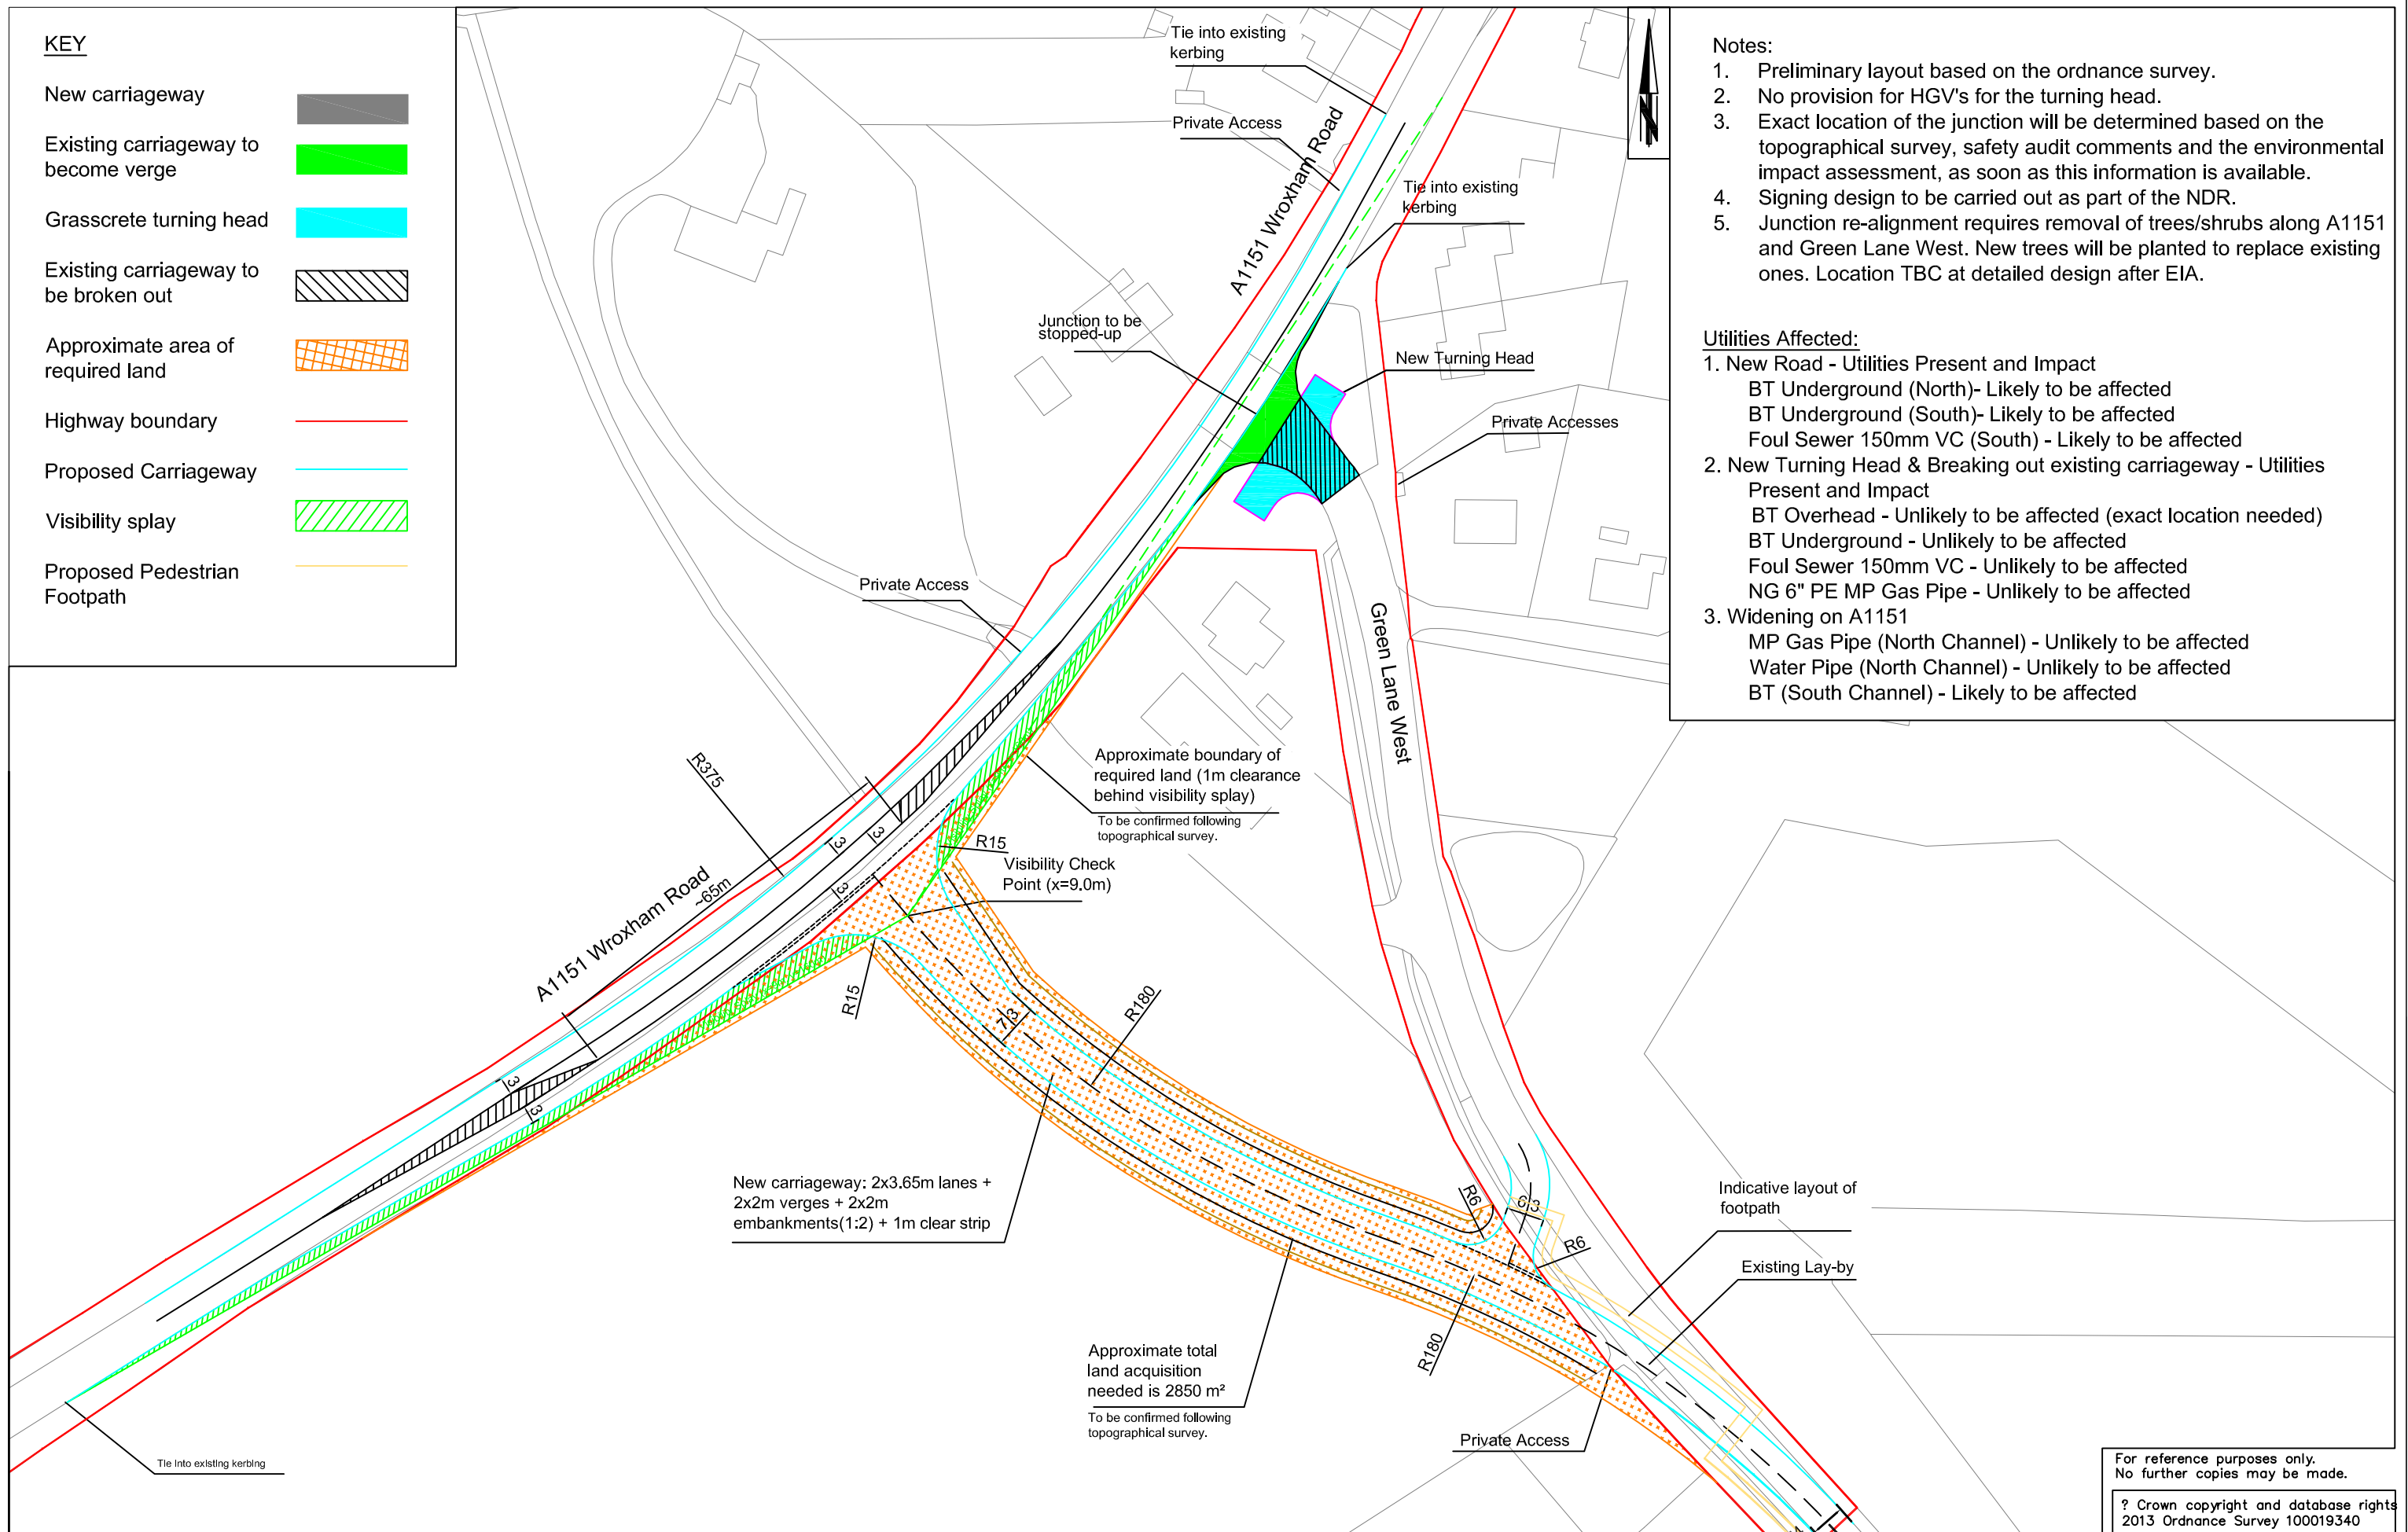 KEY
New carriageway
Existing carriageway to
become verge
Grasscrete turning head
Existing carriageway to
be broken out
Approximate area of
required land
Highway boundary
Proposed Carriageway
Visibility splay
Proposed Pedestrian
Footpath
Tie into existing
kerbing
Private Access
A1151 Wroxham Road
Tie into existing
kerbing
Junction to be
stopped-up
New Turning Head
Private Accesses
Private Access
Green Lane West
R375
Approximate boundary of
required land (1m clearance
behind visibility splay)
To be confirmed following
topographical survey.
3
3
3
R15
Visibility Check
Point (x=9.0m)
~65m
A1151 Wroxham Road
R15
7.3
R180
3
3
New carriageway: 2x3.65m lanes +
2x2m verges + 2x2m
embankments(1:2) + 1m clear strip
R6
6.3
R6
Indicative layout of
footpath
Existing Lay-by
R180
Approximate total
land acquisition
needed is 2850 m²
To be confirmed following
topographical survey.
Private Access
Tie into existing kerbing
N
Notes:
1. Preliminary layout based on the ordnance survey.
2. No provision for HGV's for the turning head.
3. Exact location of the junction will be determined based on the
topographical survey, safety audit comments and the environmental
impact assessment, as soon as this information is available.
4. Signing design to be carried out as part of the NDR.
5. Junction re-alignment requires removal of trees/shrubs along A1151
and Green Lane West. New trees will be planted to replace existing
ones. Location TBC at detailed design after EIA.
Utilities Affected:
1. New Road - Utilities Present and Impact
BT Underground (North)- Likely to be affected
BT Underground (South)- Likely to be affected
Foul Sewer 150mm VC (South) - Likely to be affected
2. New Turning Head & Breaking out existing carriageway - Utilities
Present and Impact
BT Overhead - Unlikely to be affected (exact location needed)
BT Underground - Unlikely to be affected
Foul Sewer 150mm VC - Unlikely to be affected
NG 6" PE MP Gas Pipe - Unlikely to be affected
3. Widening on A1151
MP Gas Pipe (North Channel) - Unlikely to be affected
Water Pipe (North Channel) - Unlikely to be affected
BT (South Channel) - Likely to be affected
For reference purposes only.
No further copies may be made.
? Crown copyright and database rights
2013 Ordnance Survey 100019340